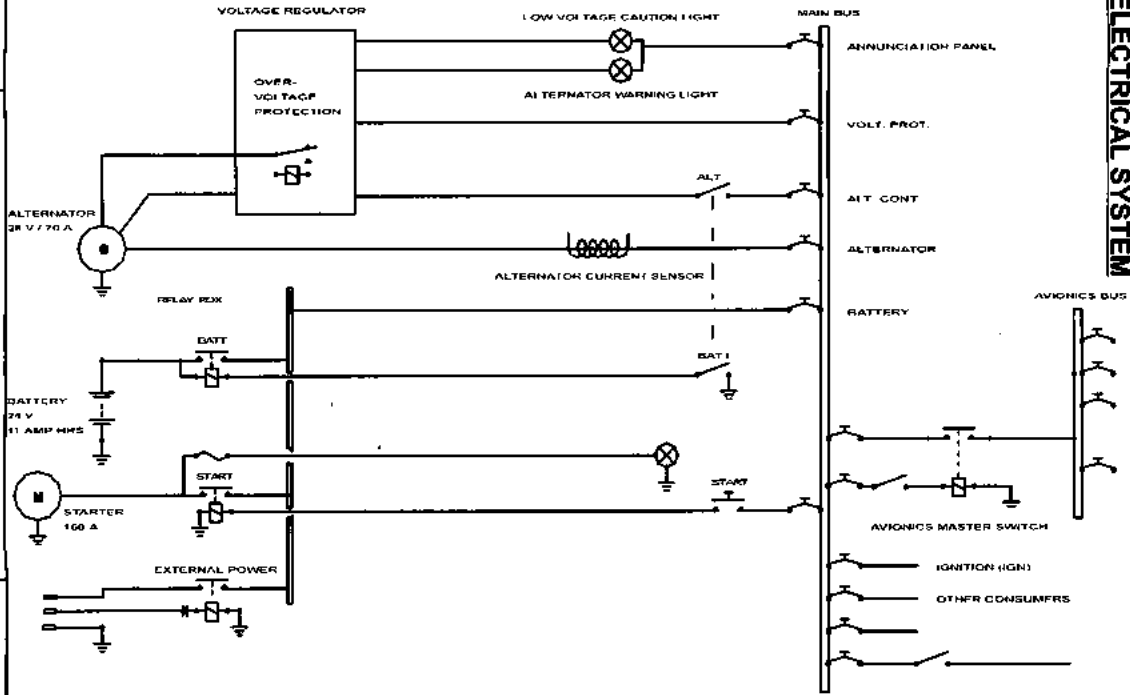 ELECTRICAL SYSTEM
VOLTAGE REGULATOR
LOW VOLTAGE CAUTION LIGHT
MAIN BUS
ANNUNCIATION PANEL
OVER-
VOLTAGE
PROTECTION
ALTERNATOR WARNING LIGHT
VOLT. PROT.
ALT
ALT CONT
ALTERNATOR
28 V / 70 A
G
ALTERNATOR
ALTERNATOR CURRENT SENSOR
RELAY BOX
AVIONICS BUS
BATTERY
BATT
BATT
BATTERY
24 V
11 AMP HRS
START
START
M
STARTER
160 A
AVIONICS MASTER SWITCH
EXTERNAL POWER
IGNITION (IGN)
OTHER CONSUMERS